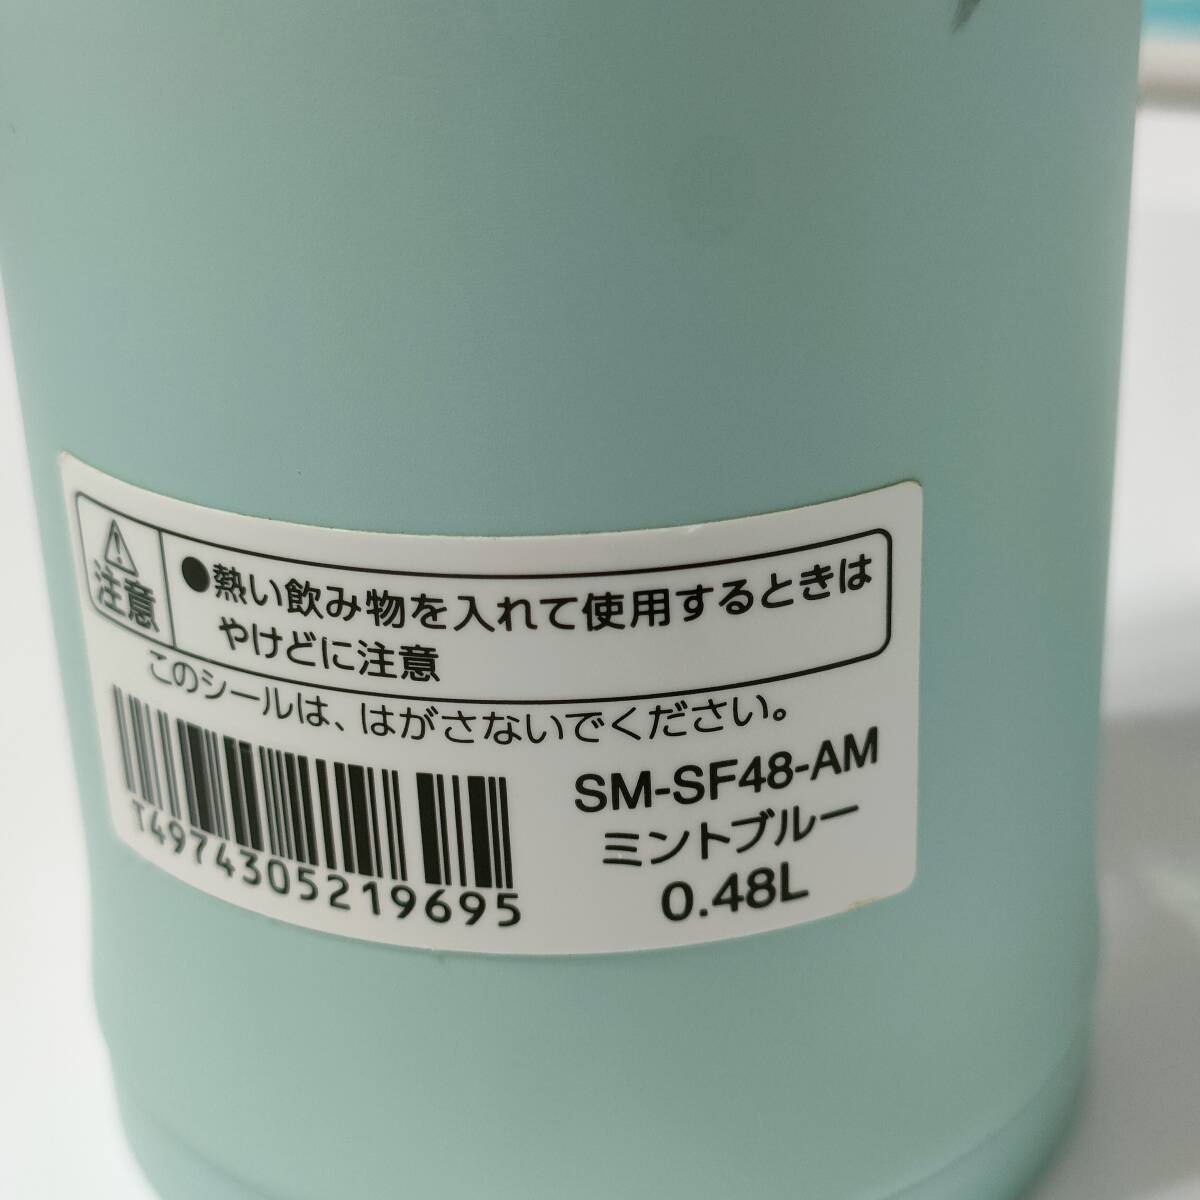 注意
●熱い飲み物を入れて使用するときは
やけどに注意
このシールは、はがさないでください。
T4974305219695
SM-SF48-AM
ミントブルー
0.48L